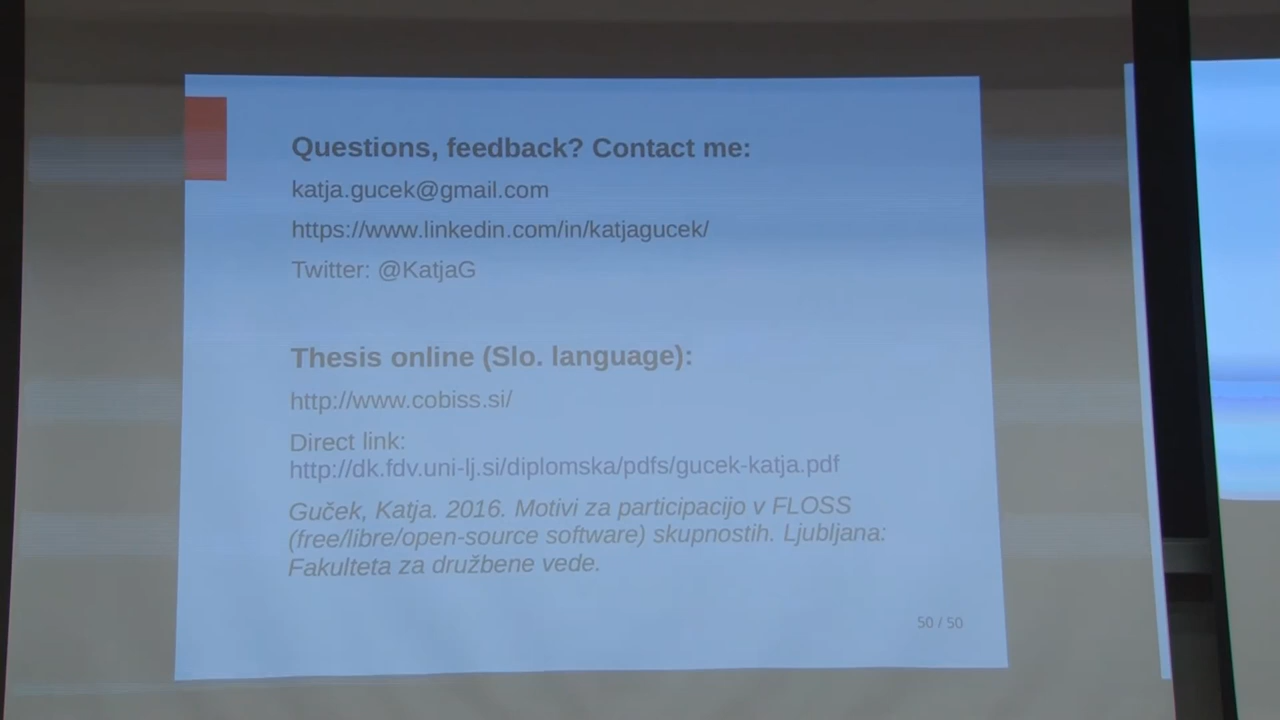 Questions, feedback? Contact me:
katja.gucek@gmail.com
https://www.linkedin.com/in/katjagucek/
Twitter: @KatjaG
Thesis online (Slo. language):
http://www.cobiss.si/
Direct link:
http://dk.fdv.uni-lj.si/diplomska/pdfs/gucek-katja.pdf
Guček, Katja. 2016. Motivi za participacijo v FLOSS
(free/libre/open-source software) skupnostih. Ljubljana:
Fakulteta za družbene vede.
50 / 50